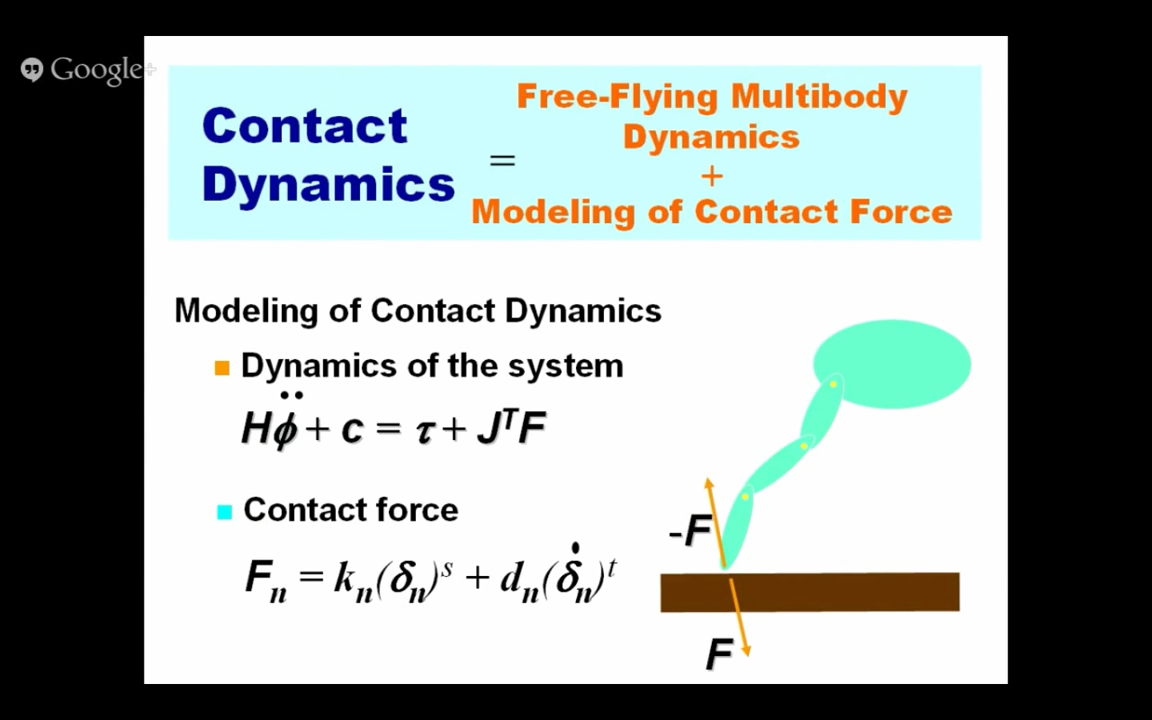 Google+
Contact
Dynamics
=
Free-Flying Multibody
Dynamics
+
Modeling of Contact Force
Modeling of Contact Dynamics
Dynamics of the system
Hϕ̈ + c = τ + JᵀF
Contact force
Fₙ = kₙ(δₙ)ˢ + dₙ(δ̇ₙ)ᵗ
-F
F